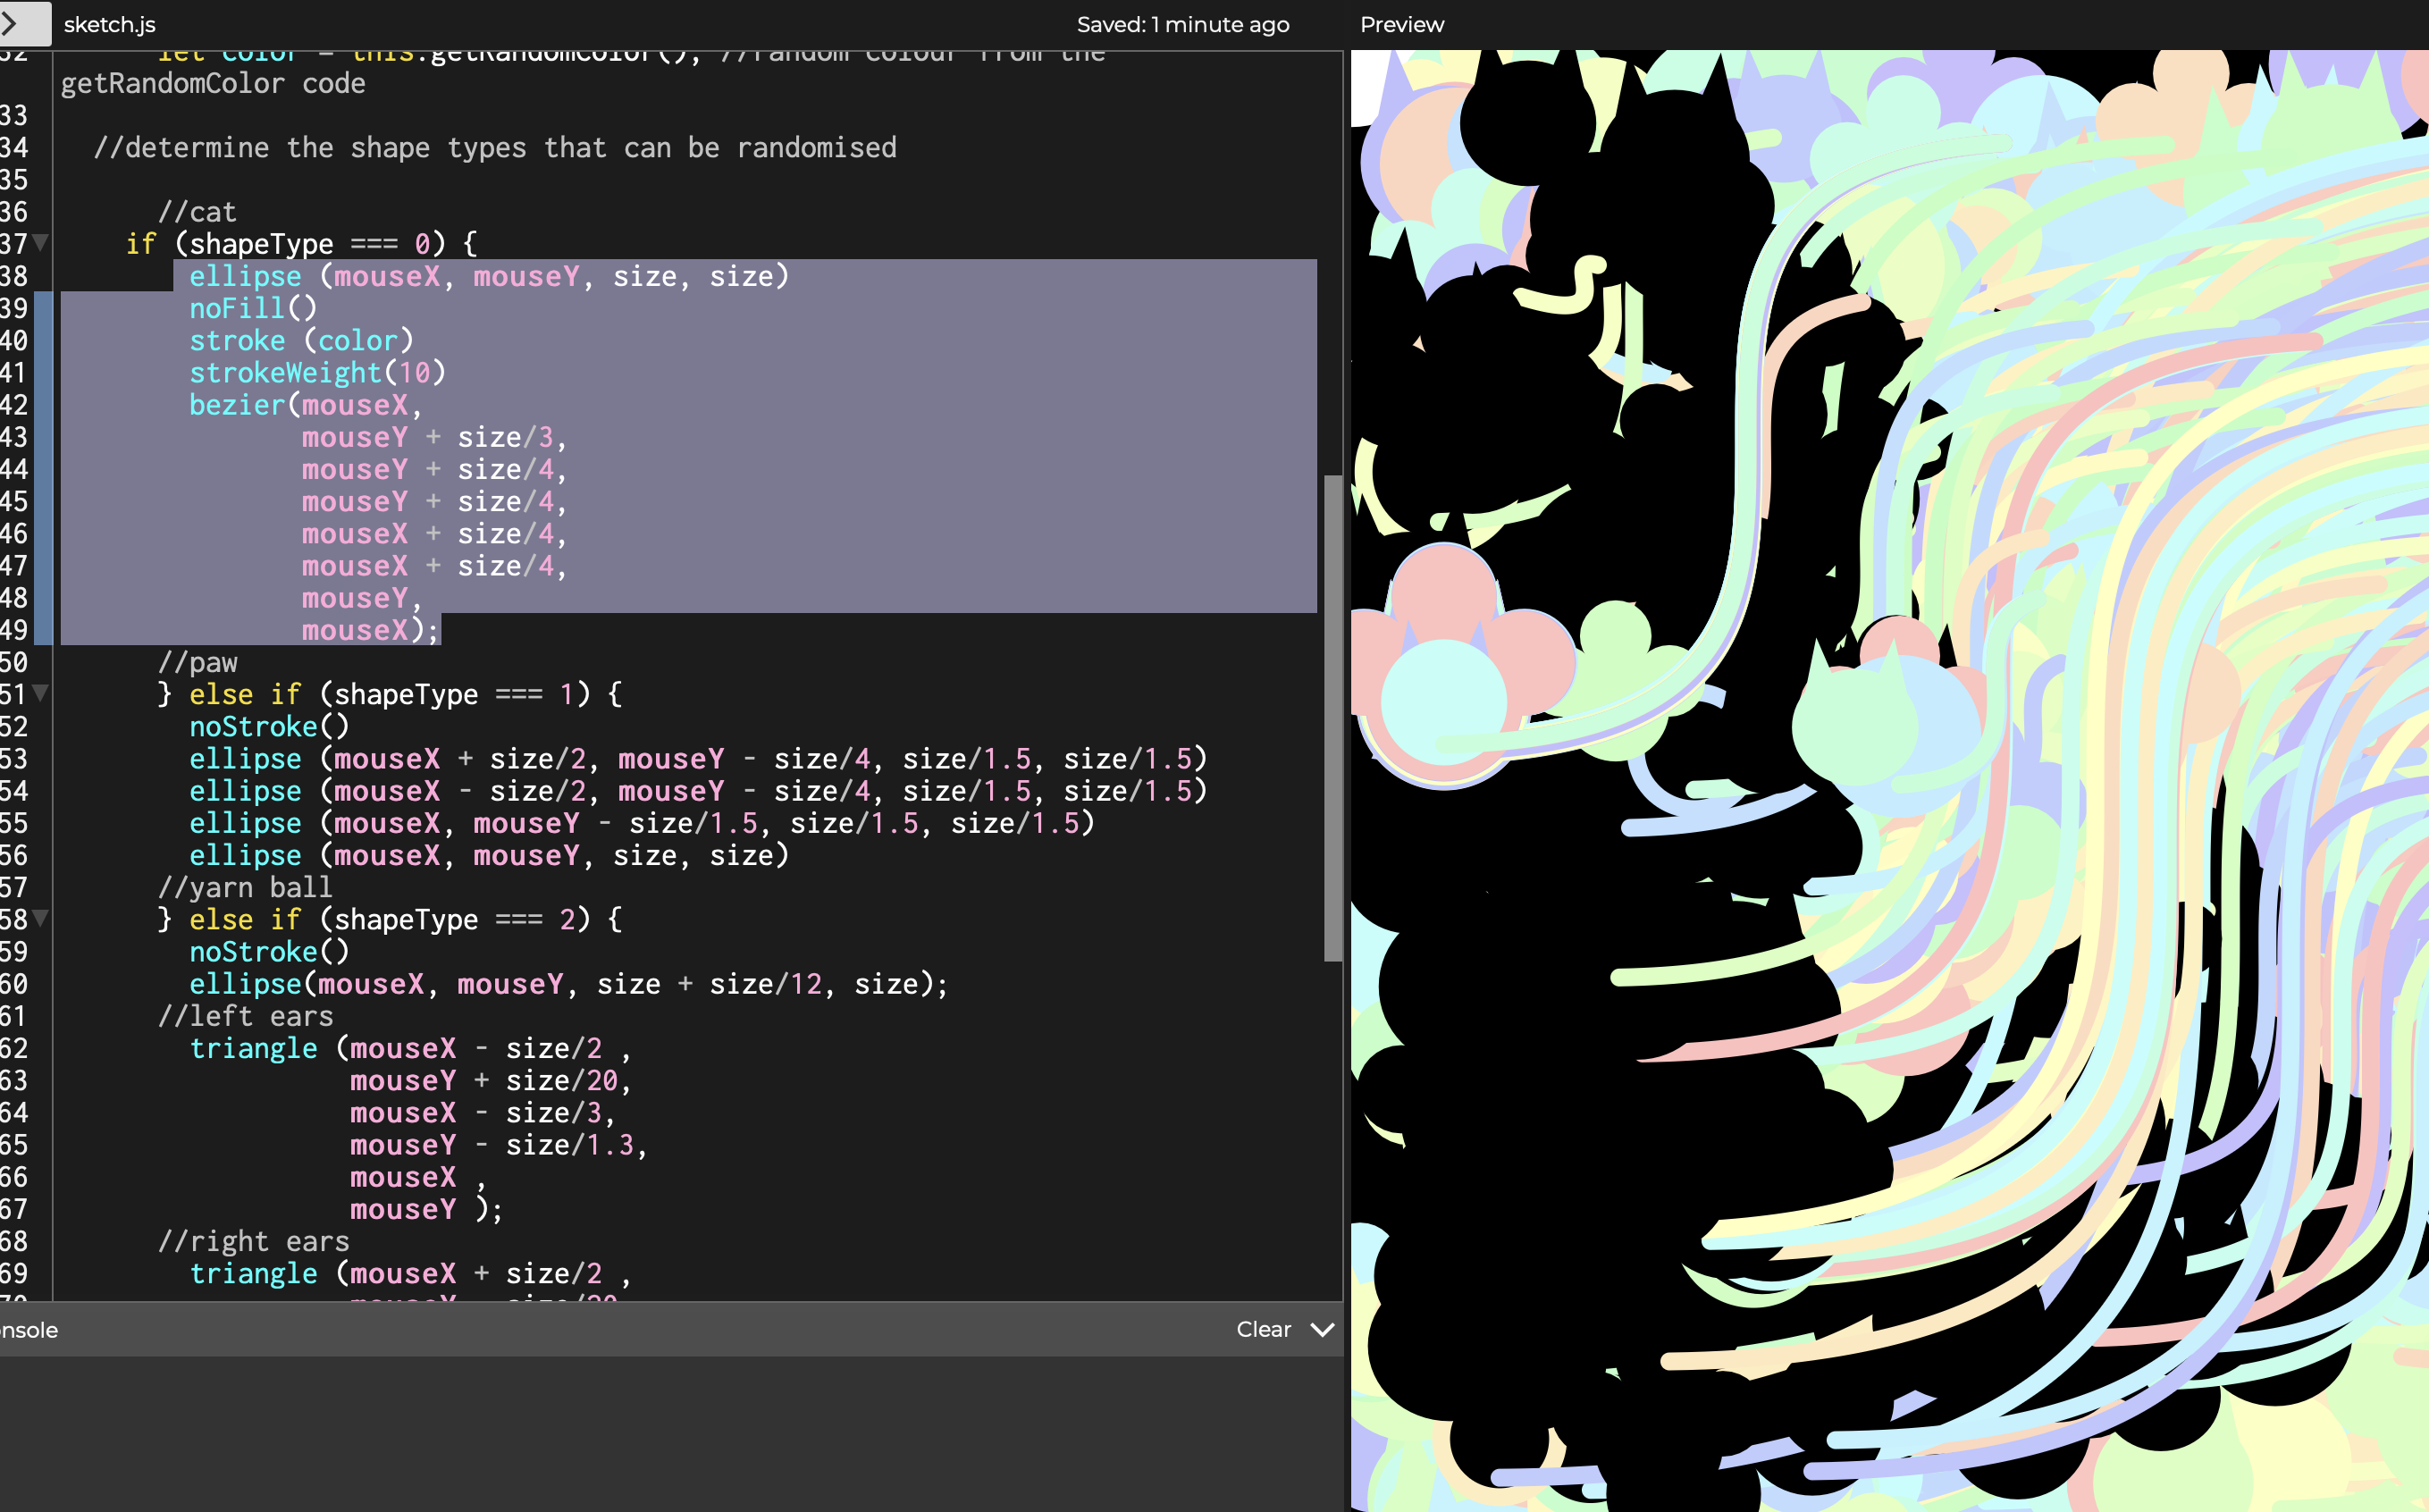 sketch.js
Saved: 1 minute ago
Preview
32 let color = this.getRandomColor(); //random colour from the
getRandomColor code
33
34 //determine the shape types that can be randomised
35
36 //cat
37 if (shapeType === 0) {
38 ellipse (mouseX, mouseY, size, size)
39 noFill()
40 stroke (color)
41 strokeWeight(10)
42 bezier(mouseX,
43 mouseY + size/3,
44 mouseY + size/4,
45 mouseY + size/4,
46 mouseX + size/4,
47 mouseX + size/4,
48 mouseY,
49 mouseX);
50 //paw
51 } else if (shapeType === 1) {
52 noStroke()
53 ellipse (mouseX + size/2, mouseY - size/4, size/1.5, size/1.5)
54 ellipse (mouseX - size/2, mouseY - size/4, size/1.5, size/1.5)
55 ellipse (mouseX, mouseY - size/1.5, size/1.5, size/1.5)
56 ellipse (mouseX, mouseY, size, size)
57 //yarn ball
58 } else if (shapeType === 2) {
59 noStroke()
60 ellipse(mouseX, mouseY, size + size/12, size);
61 //left ears
62 triangle (mouseX - size/2 ,
63 mouseY + size/20,
64 mouseX - size/3,
65 mouseY - size/1.3,
66 mouseX ,
67 mouseY );
68 //right ears
69 triangle (mouseX + size/2 ,
nsole
Clear